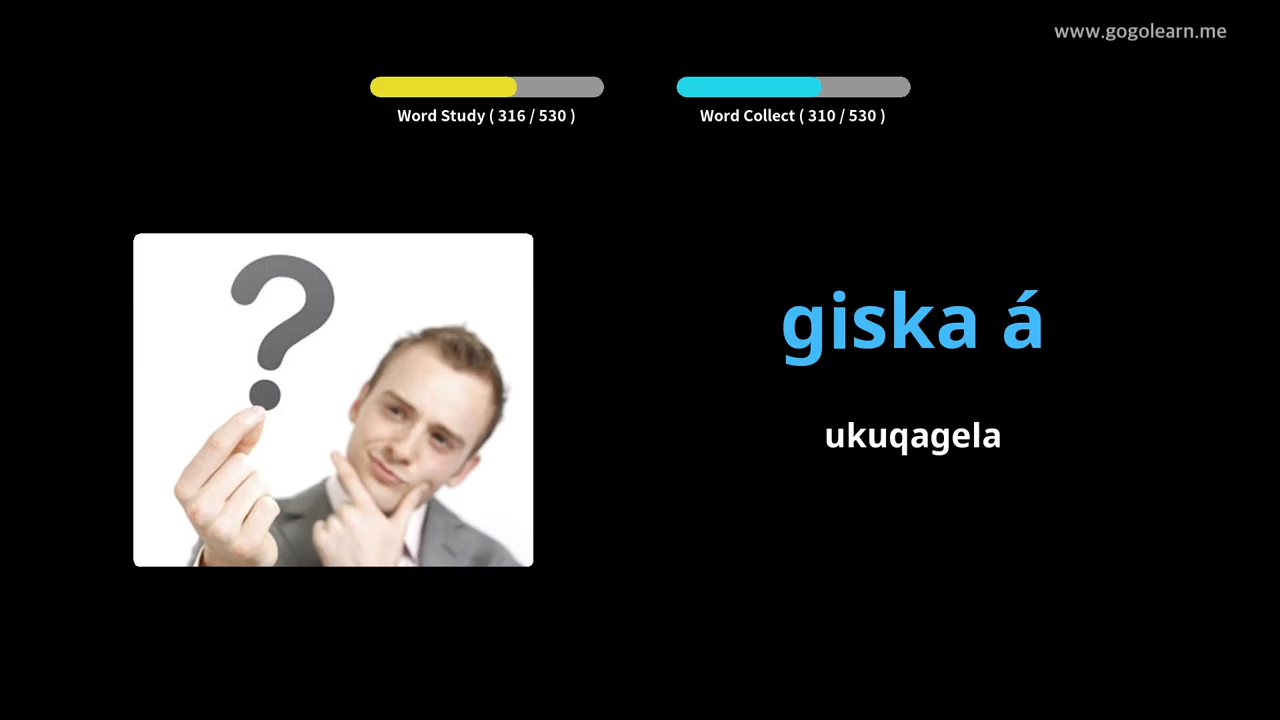 www.gogolearn.me
Word Study ( 316 / 530 )
Word Collect ( 310 / 530 )
?
giska á
ukuqagela